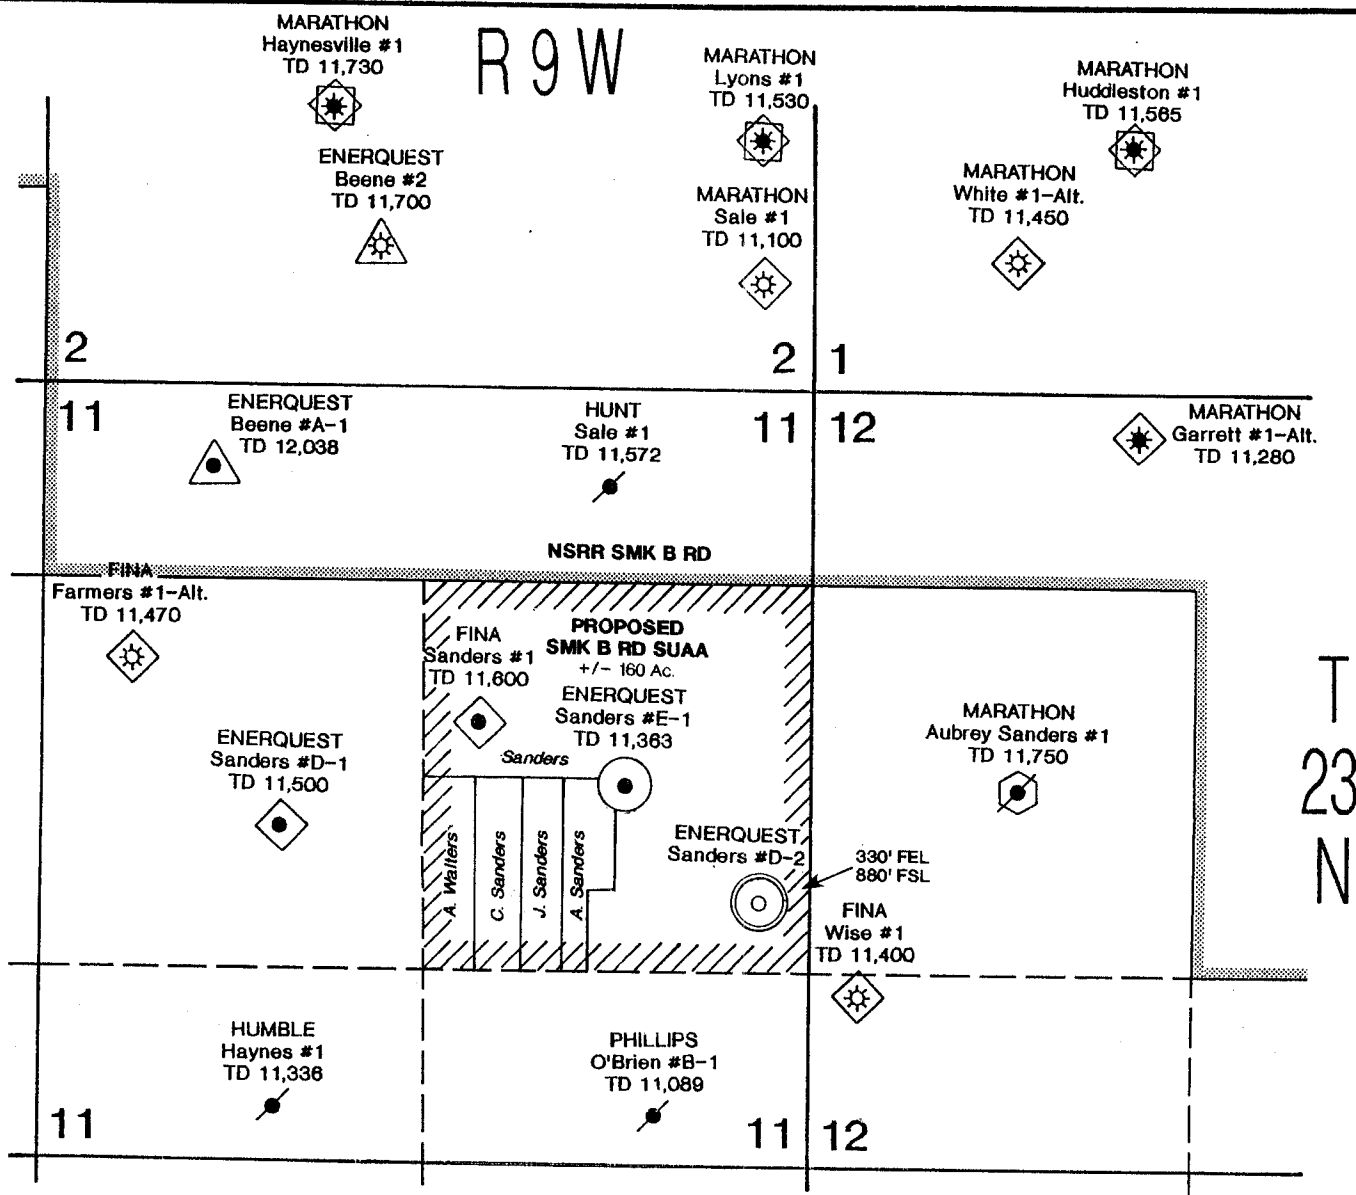 R 9 W
MARATHON
Haynesville #1
TD 11,730
MARATHON
Lyons #1
TD 11,530
MARATHON
Huddleston #1
TD 11,565
ENERQUEST
Beene #2
TD 11,700
MARATHON
Sale #1
TD 11,100
MARATHON
White #1-Alt.
TD 11,450
2
2
1
11
ENERQUEST
Beene #A-1
TD 12,038
HUNT
Sale #1
TD 11,572
11
12
MARATHON
Garrett #1-Alt.
TD 11,280
NSRR SMK B RD
FINA
Farmers #1-Alt.
TD 11,470
FINA
Sanders #1
TD 11,600
PROPOSED
SMK B RD SUAA
+/- 160 Ac.
ENERQUEST
Sanders #E-1
TD 11,363
ENERQUEST
Sanders #D-1
TD 11,500
MARATHON
Aubrey Sanders #1
TD 11,750
T
23
N
Sanders
A. Walters
C. Sanders
J. Sanders
A. Sanders
ENERQUEST
Sanders #D-2
330' FEL
880' FSL
FINA
Wise #1
TD 11,400
HUMBLE
Haynes #1
TD 11,336
PHILLIPS
O'Brien #B-1
TD 11,089
11
11
12